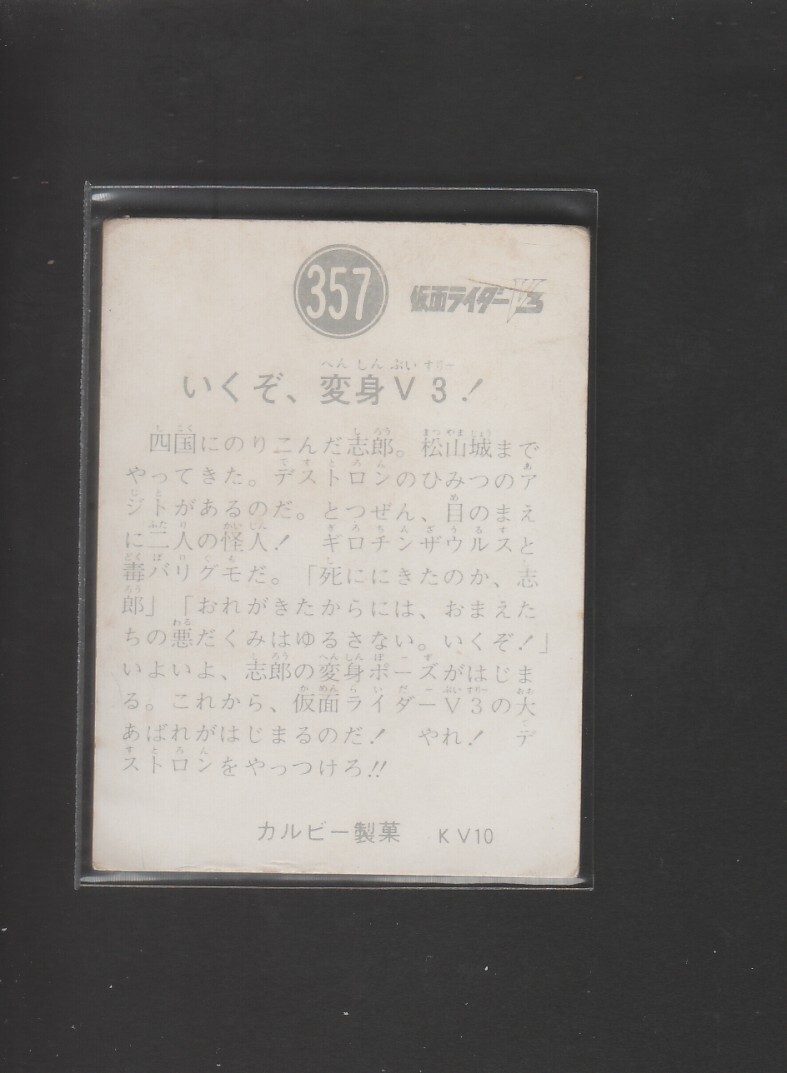 357
仮面ライダーV3
いくぞ、変身V3!
四国にのりこんだ志郎。松山城まで
やってきた。デストロンのひみつのア
ジトがあるのだ。とつぜん、目のまえ
に二人の怪人! ギロチンザウルスと
毒バリグモだ。「死ににきたのか、志
郎」「おれがきたからには、おまえた
ちの悪だくみはゆるさない。いくぞ!」
いよいよ、志郎の変身ポーズがはじま
る。これから、仮面ライダーV3の大
あばれがはじまるのだ! やれ! デ
ストロンをやっつけろ!!
カルビー製菓 KV10